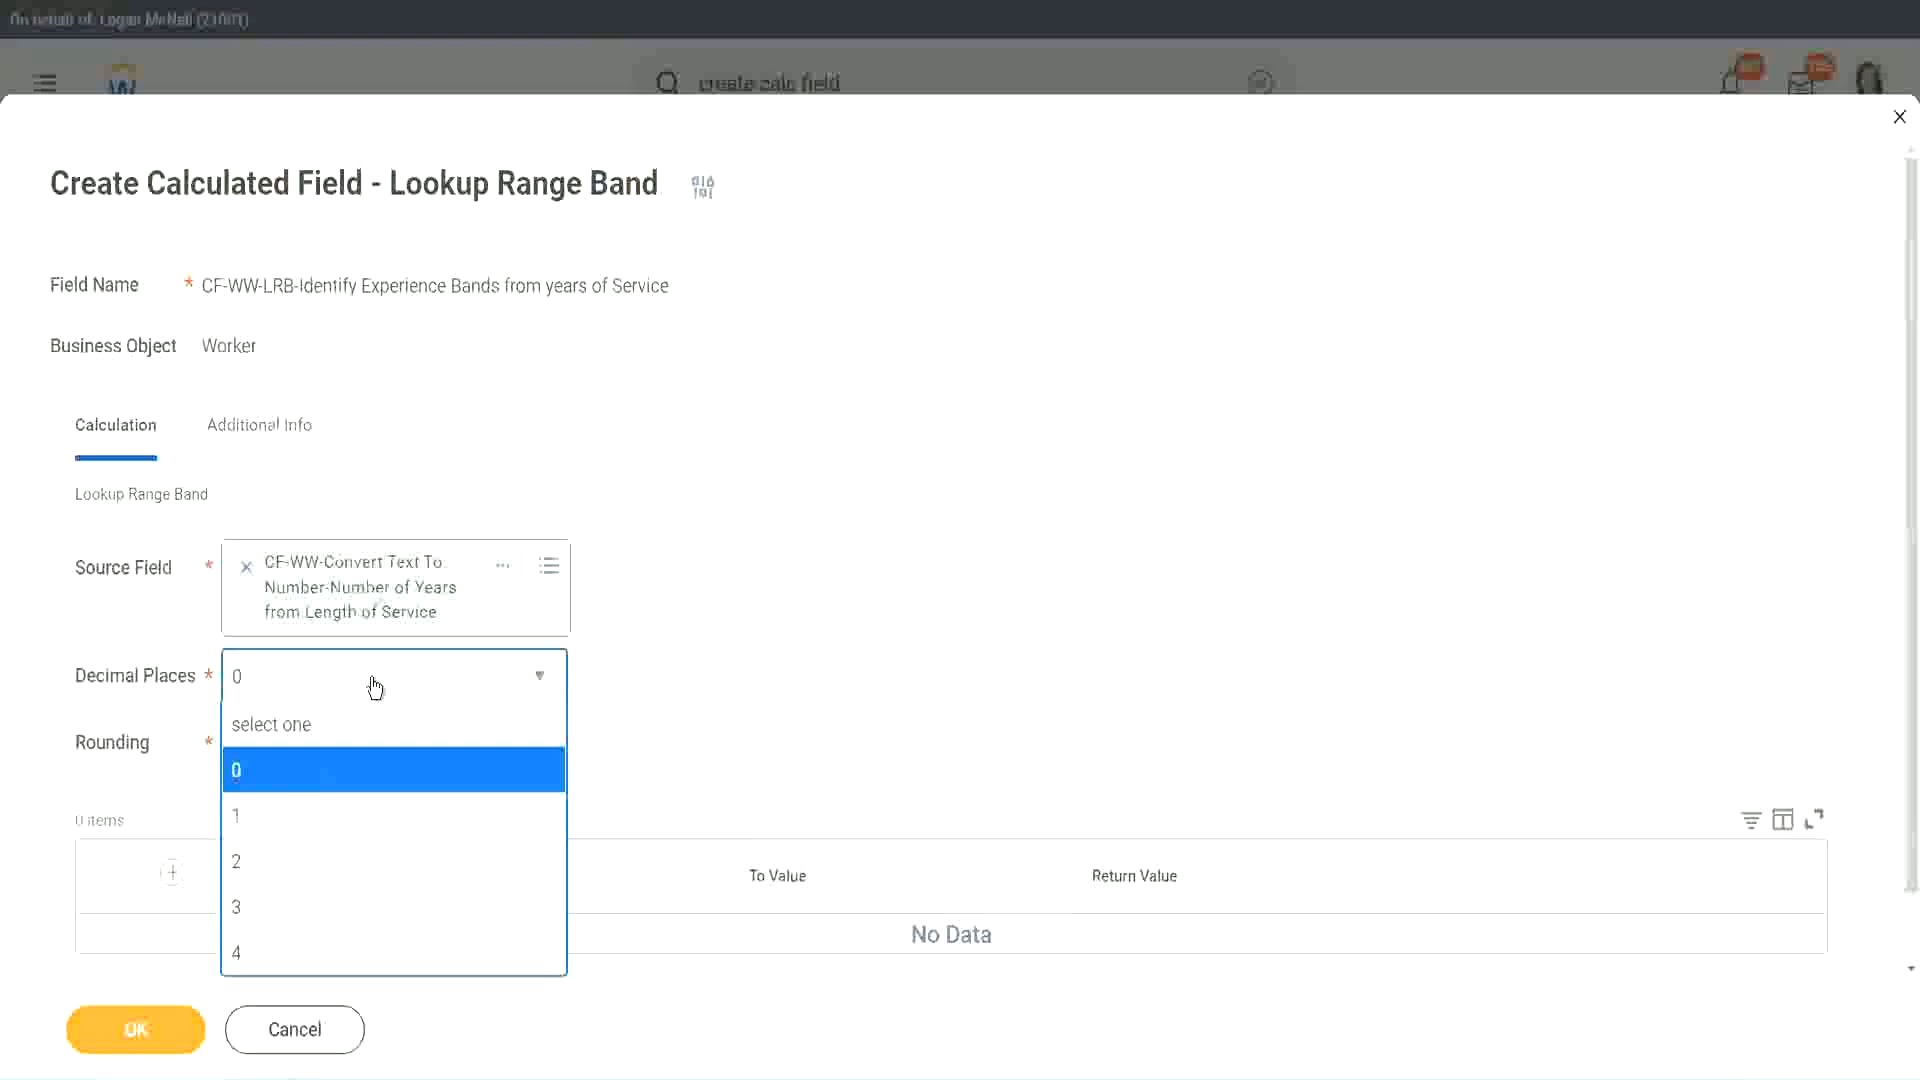 On behalf of: Logan McNeil (21001)
create calc field
Create Calculated Field - Lookup Range Band
Field Name * CF-WW-LRB-Identify Experience Bands from years of Service
Business Object Worker
Calculation Additional Info
Lookup Range Band
Source Field * CF-WW-Convert Text To
Number-Number of Years
from Length of Service
Decimal Places * 0
select one
Rounding *
0
1
0 items
2
To Value Return Value
3
No Data
4
OK Cancel